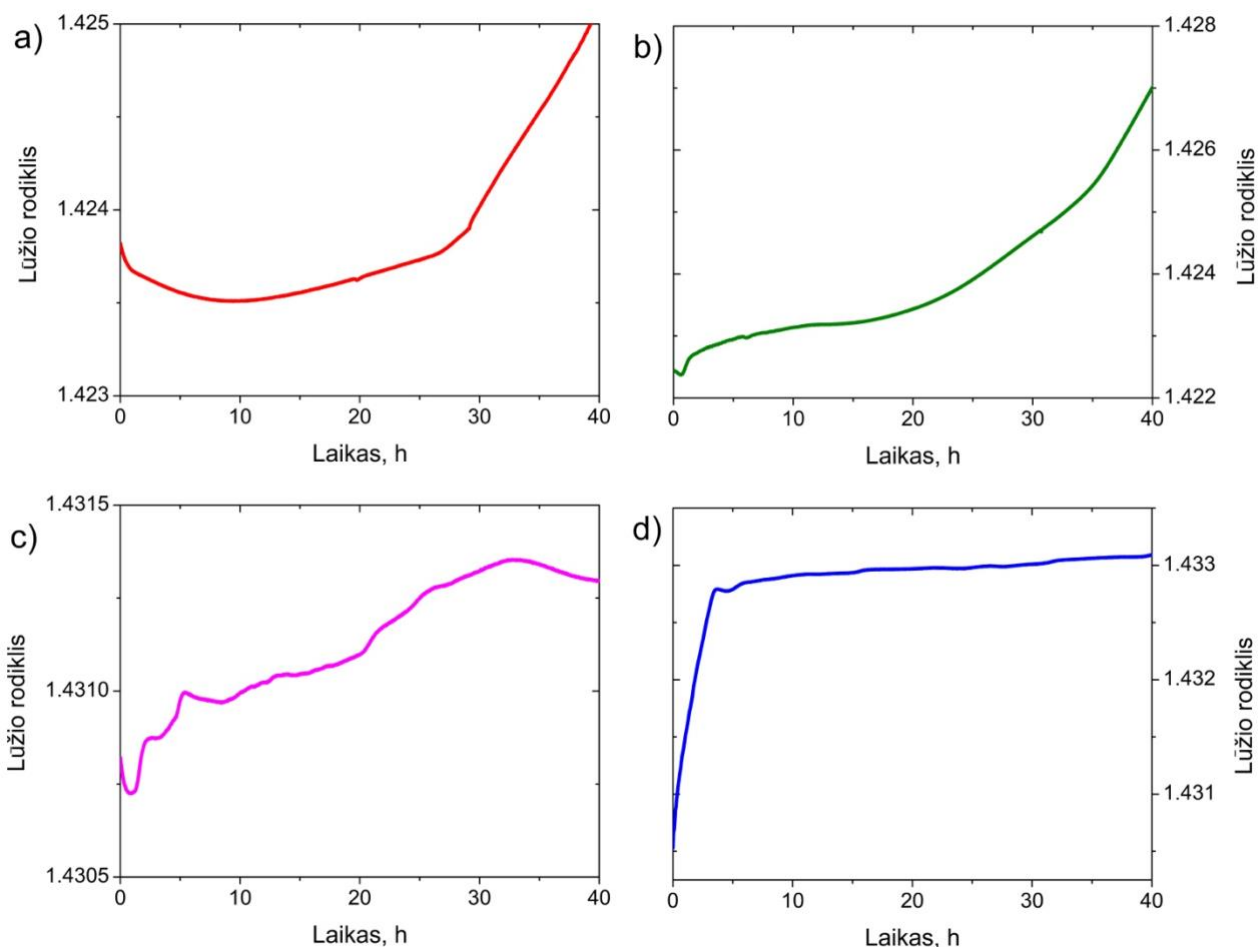 a)
1.425
1.424
1.423
Lūžio rodiklis
0 10 20 30 40
Laikas, h
b)
1.428
1.426
1.424
1.422
Lūžio rodiklis
0 10 20 30 40
Laikas, h
c)
1.4315
1.4310
1.4305
Lūžio rodiklis
0 10 20 30 40
Laikas, h
d)
1.433
1.432
1.431
Lūžio rodiklis
0 10 20 30 40
Laikas, h